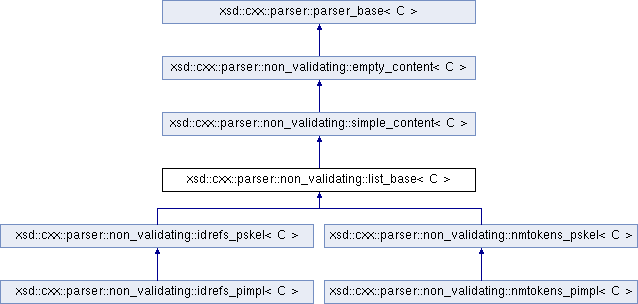 xsd::cxx::parser::parser_base< C >
xsd::cxx::parser::non_validating::empty_content< C >
xsd::cxx::parser::non_validating::simple_content< C >
xsd::cxx::parser::non_validating::list_base< C >
xsd::cxx::parser::non_validating::idrefs_pskel< C >
xsd::cxx::parser::non_validating::nmtokens_pskel< C >
xsd::cxx::parser::non_validating::idrefs_pimpl< C >
xsd::cxx::parser::non_validating::nmtokens_pimpl< C >